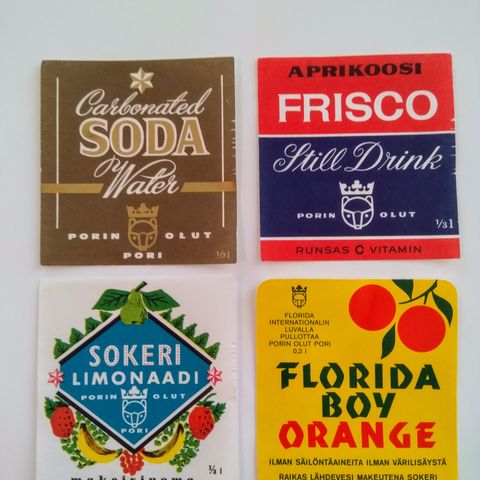 Carbonated
SODA
Water
PORIN OLUT
PORI
⅓ l
APRIKOOSI
FRISCO
Still Drink
PORIN OLUT
⅓ l
RUNSAS C VITAMIN
SOKERI
LIMONAADI
PORIN OLUT
PORI
⅓ l
FLORIDA
INTERNATIONALIN
LUVALLA
PULLOTTAA
PORIN OLUT PORI
0,2 l
FLORIDA
BOY
ORANGE
ILMAN SÄILÖNTÄAINEITA ILMAN VÄRILISÄYSTÄ
RAIKAS LÄHDEVESI MAKEUTENA SOKERI